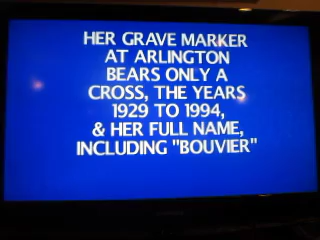 HER GRAVE MARKER
AT ARLINGTON
BEARS ONLY A
CROSS, THE YEARS
1929 TO 1994,
& HER FULL NAME,
INCLUDING "BOUVIER"